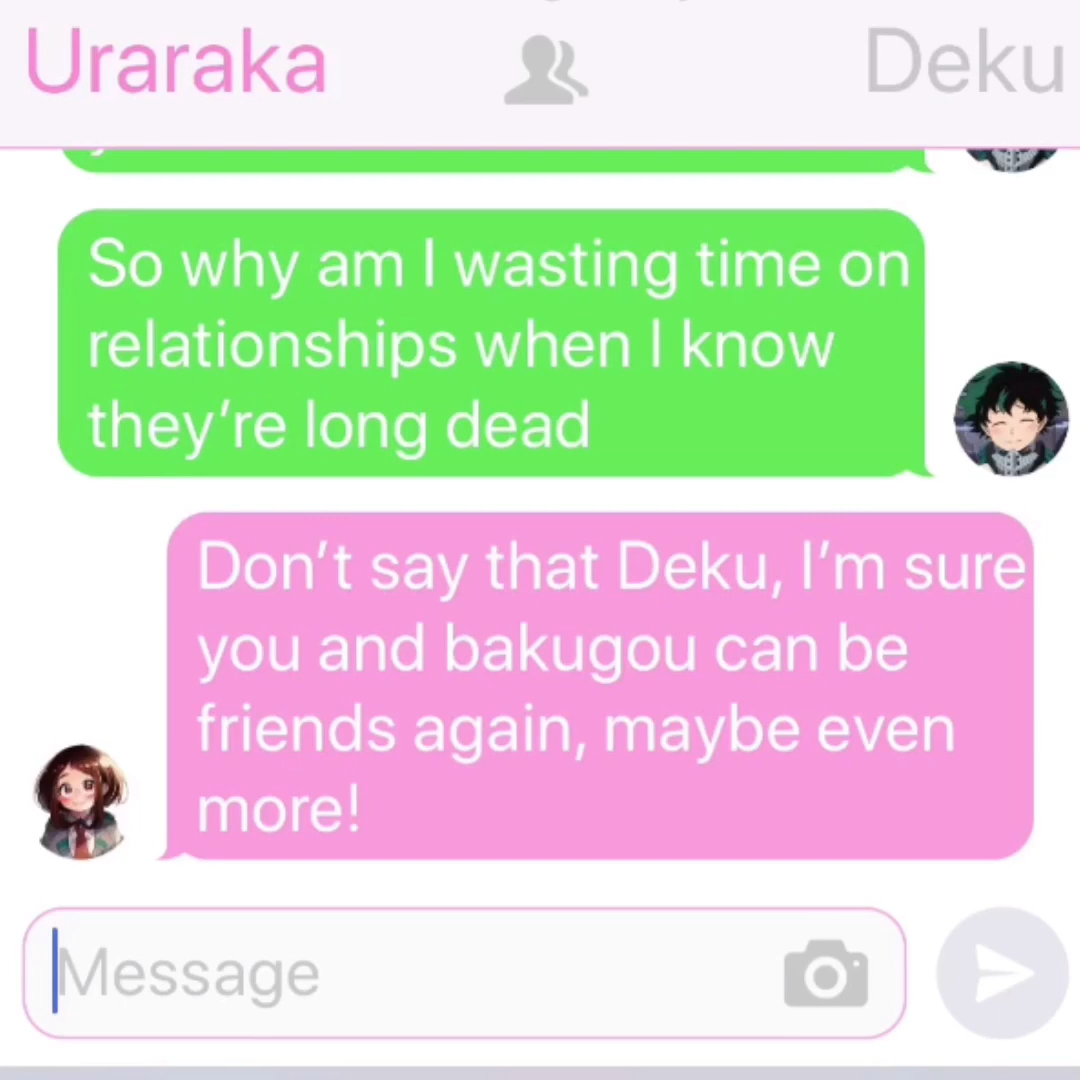 Uraraka
Deku
So why am I wasting time on
relationships when I know
they're long dead
Don't say that Deku, I'm sure
you and bakugou can be
friends again, maybe even
more!
Message